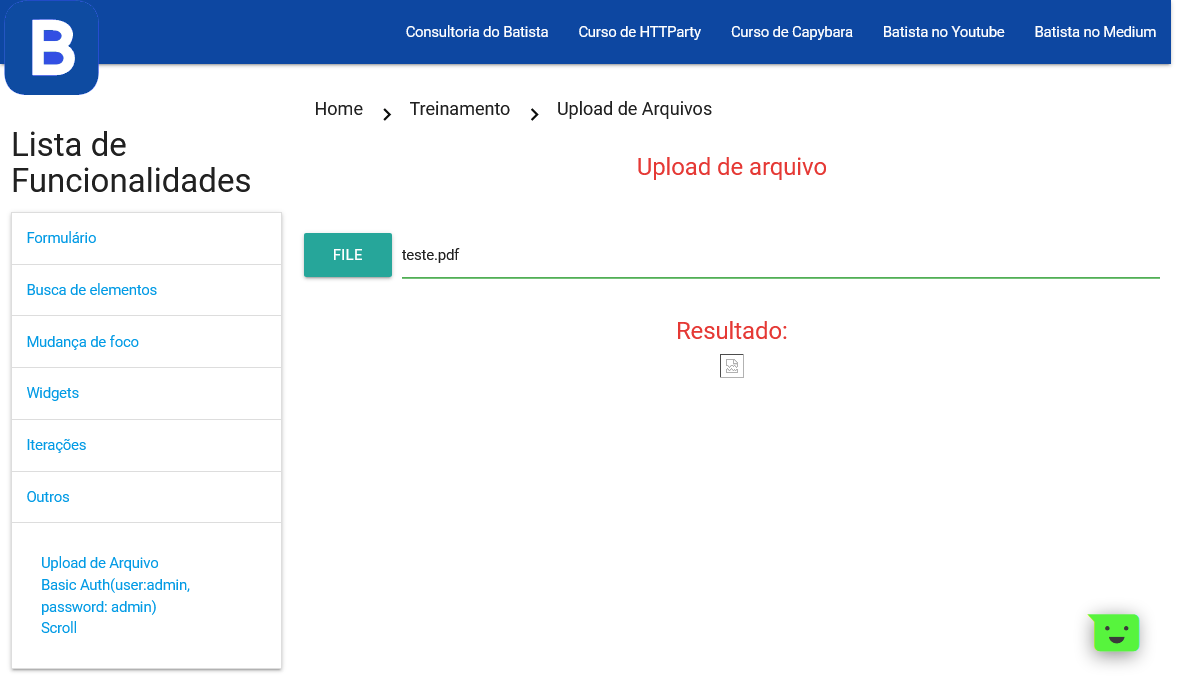 B
Consultoria do Batista Curso de HTTParty Curso de Capybara Batista no Youtube Batista no Medium
Home Treinamento Upload de Arquivos
Lista de
Funcionalidades
Formulário
Busca de elementos
Mudança de foco
Widgets
Iterações
Outros
Upload de Arquivo
Basic Auth(user:admin,
password: admin)
Scroll
Upload de arquivo
FILE teste.pdf
Resultado: